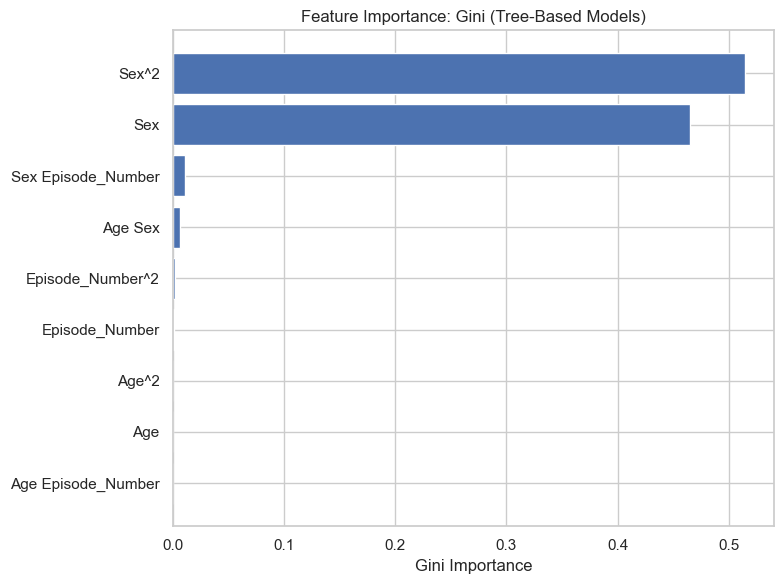 Feature Importance: Gini (Tree-Based Models)
Sex^2
Sex
Sex Episode_Number
Age Sex
Episode_Number^2
Episode_Number
Age^2
Age
Age Episode_Number
0.0 0.1 0.2 0.3 0.4 0.5
Gini Importance